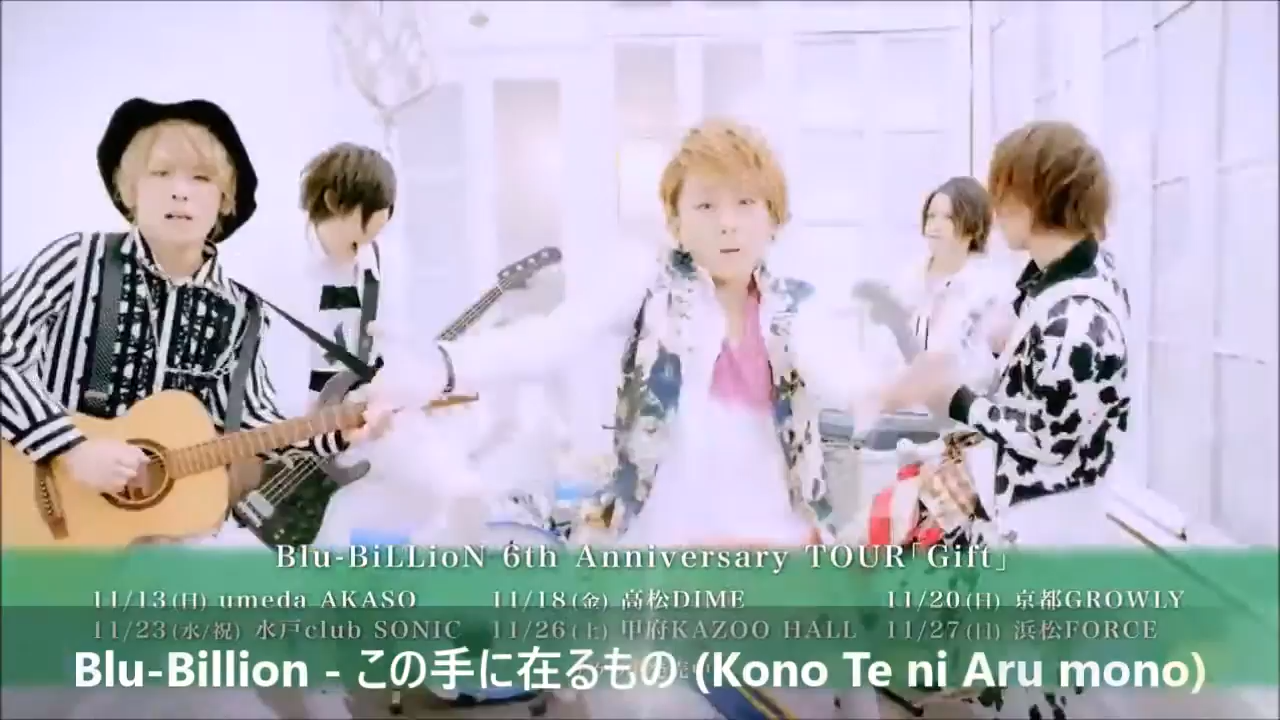 Blu-BiLLioN 6th Anniversary TOUR「Gift」
11/13(日) umeda AKASO 11/18(金) 高松DIME 11/20(日) 京都GROWLY
11/23(水/祝) 水戸club SONIC 11/26(土) 甲府KAZOO HALL 11/27(日) 浜松FORCE
Blu-Billion - この手に在るもの (Kono Te ni Aru mono)